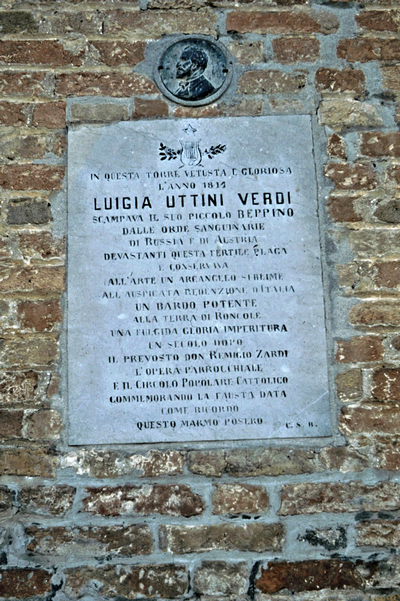 IN QUESTA TORRE VETUSTA E GLORIOSA
L'ANNO 1814
LUIGIA UTTINI VERDI
SCAMPAVA IL SUO PICCOLO BEPPINO
DALLE ORDE SANGUINARIE
DI RUSSIA E DI AUSTRIA
DEVASTANTI QUESTA FERTILE PLAGA
E CONSERVAVA
ALL'ARTE UN ARCANGELO SUBLIME
ALL'AUSPICATA REDENZIONE D'ITALIA
UN BARDO POTENTE
ALLA TERRA DI RONCOLE
UNA FULGIDA GLORIA IMPERITURA
UN SECOLO DOPO
IL PREVOSTO DON REMIGIO ZARDI
L'OPERA PARROCCHIALE
E IL CIRCOLO POPOLARE CATTOLICO
COMMEMORANDO LA FAUSTA DATA
COME RICORDO
QUESTO MARMO POSERO.